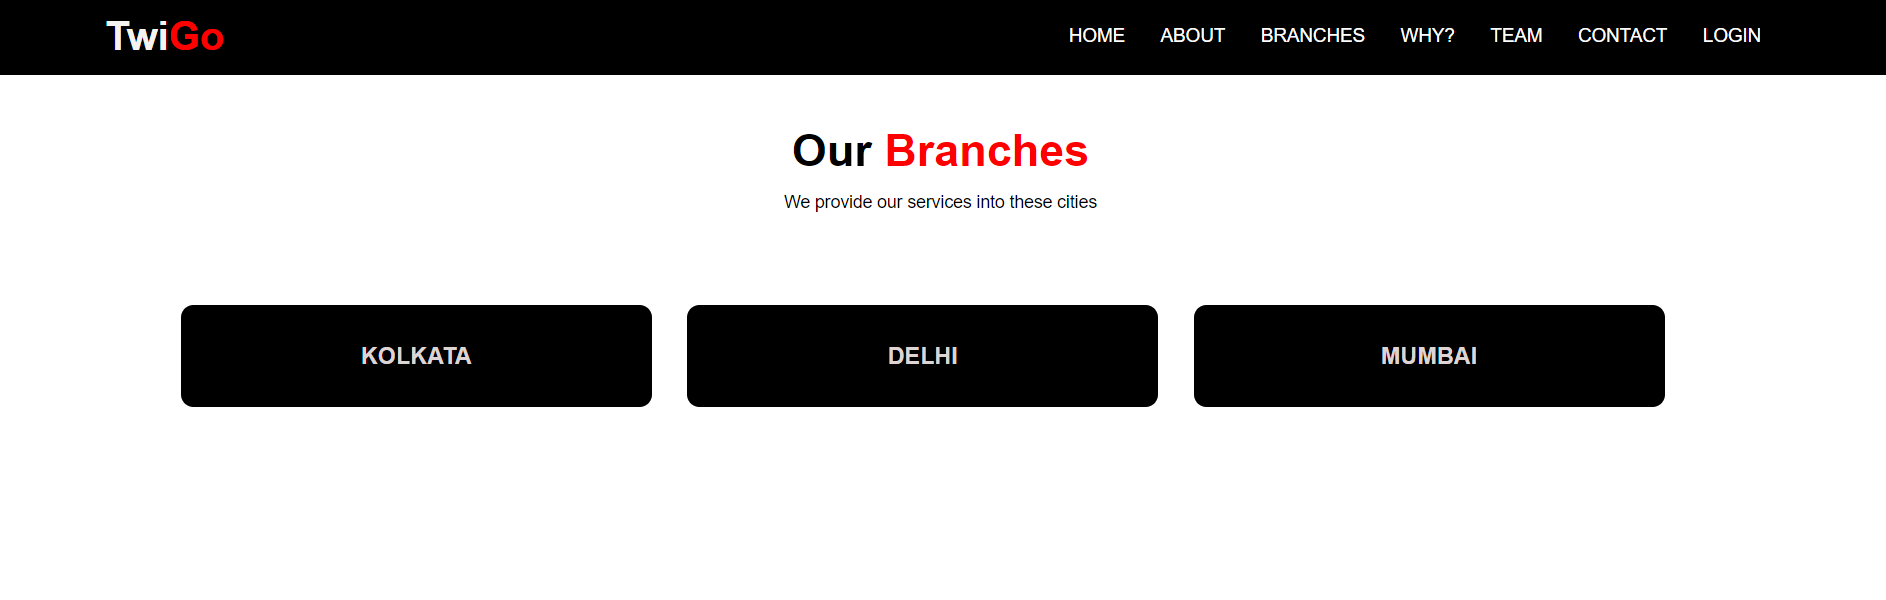 TwiGo HOME ABOUT BRANCHES WHY? TEAM CONTACT LOGIN
Our Branches
We provide our services into these cities
KOLKATA DELHI MUMBAI